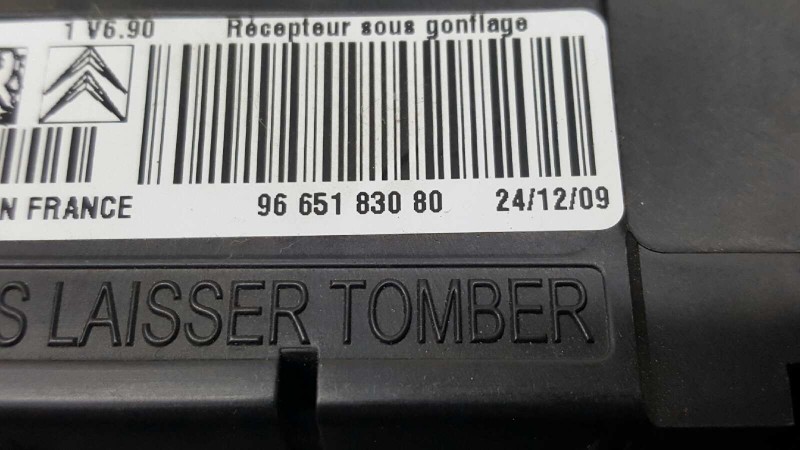 1 V6.90 Récepteur sous gonflage
N FRANCE 96 651 830 80 24/12/09
S LAISSER TOMBER